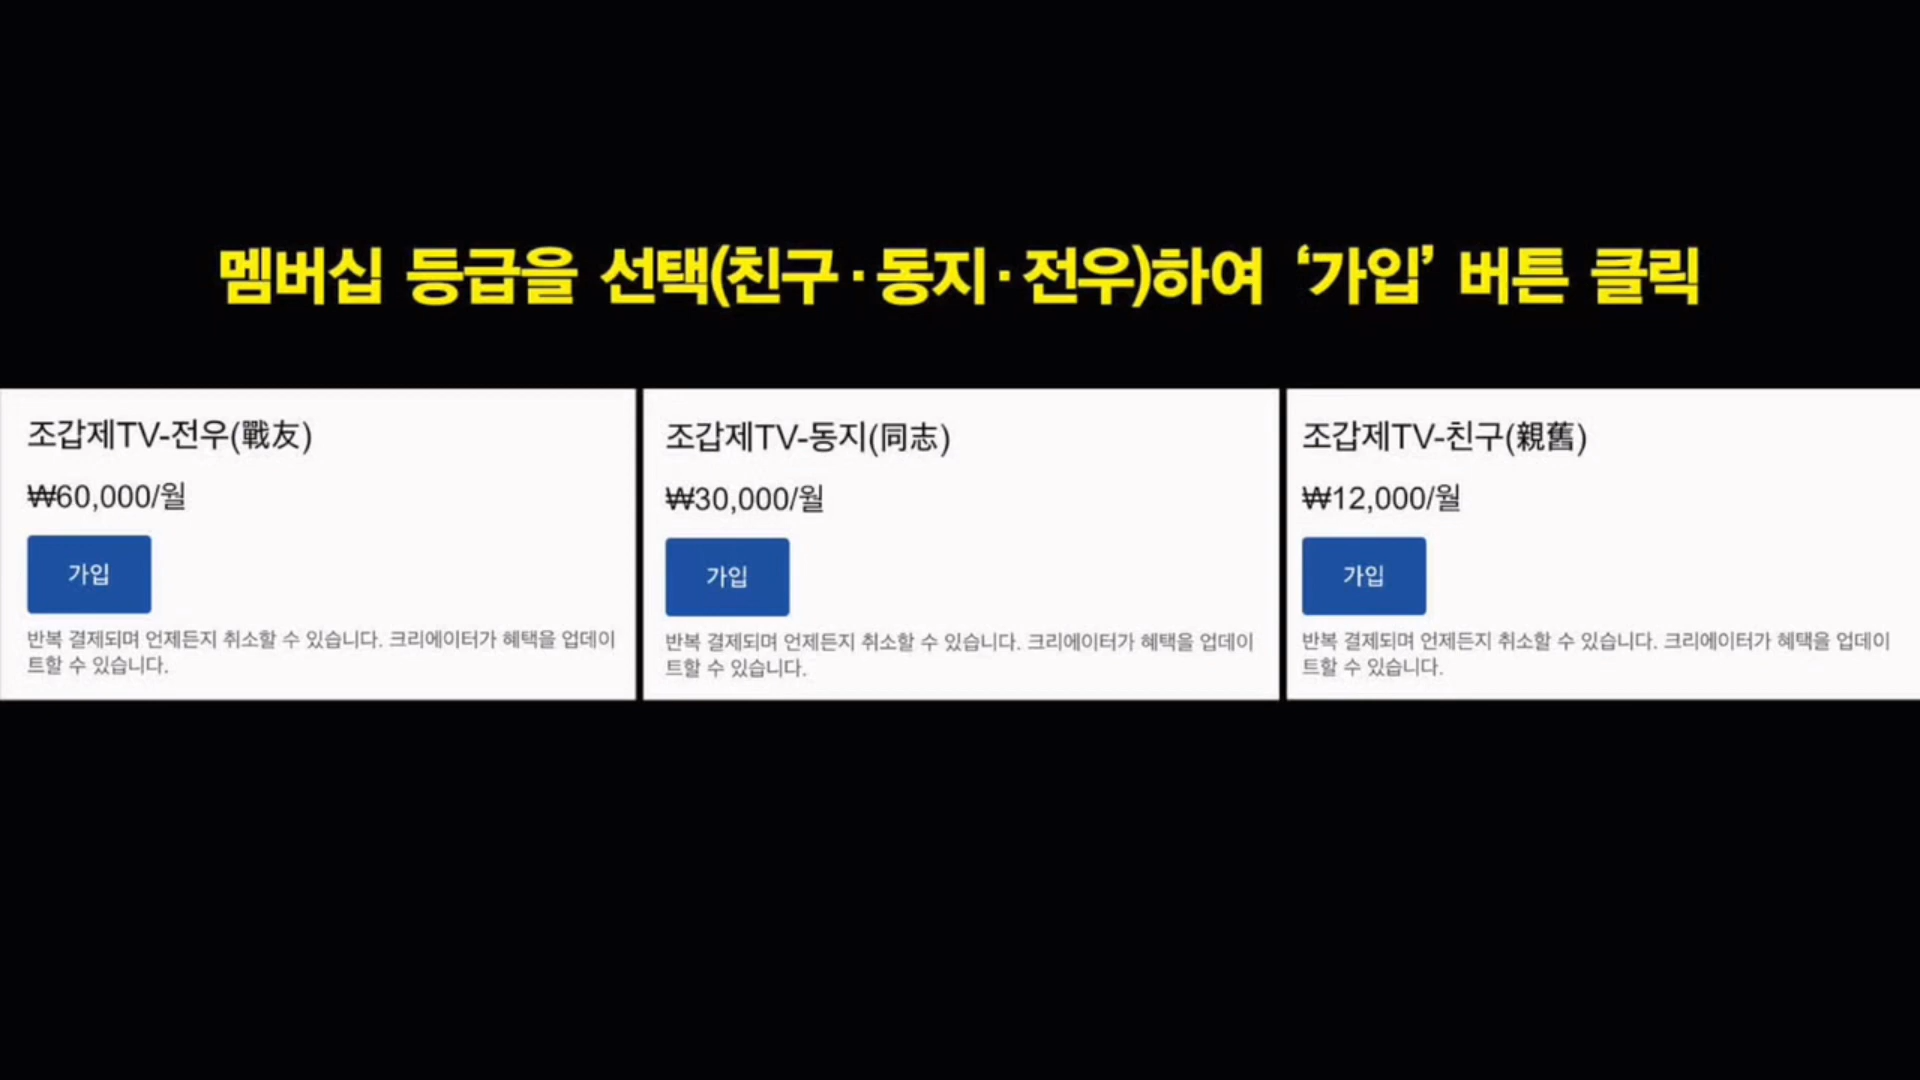 멤버십 등급을 선택(친구·동지·전우)하여 ‘가입’ 버튼 클릭
조갑제TV-전우(戰友)
₩60,000/월
가입
반복 결제되며 언제든지 취소할 수 있습니다. 크리에이터가 혜택을 업데이
트할 수 있습니다.
조갑제TV-동지(同志)
₩30,000/월
가입
반복 결제되며 언제든지 취소할 수 있습니다. 크리에이터가 혜택을 업데이
트할 수 있습니다.
조갑제TV-친구(親舊)
₩12,000/월
가입
반복 결제되며 언제든지 취소할 수 있습니다. 크리에이터가 혜택을 업데이
트할 수 있습니다.